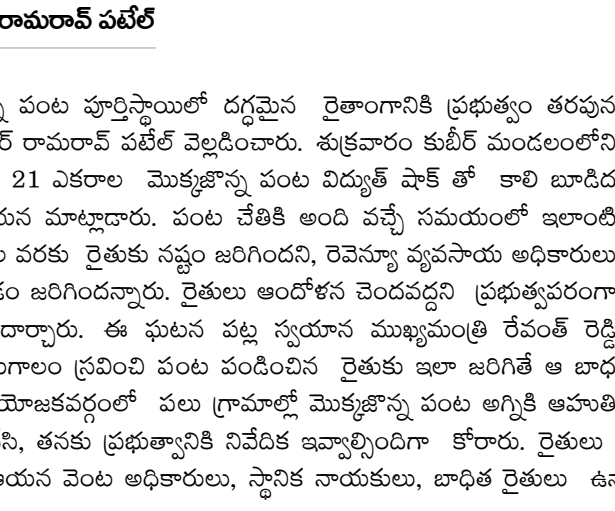 రామరావ్ పటేల్
పంట పూర్తిస్థాయిలో దగ్ధమైన రైతాంగానికి ప్రభుత్వం తరపున
రామరావ్ పటేల్ వెల్లడించారు. శుక్రవారం కుబీర్ మండలంలోని
21 ఎకరాల మొక్కజొన్న పంట విద్యుత్ షాక్ తో కాలి బూడిద
మాట్లాడారు. పంట చేతికి అంది వచ్చే సమయంలో ఇలాంటి
వరకు రైతుకు నష్టం జరిగిందని, రెవెన్యూ వ్యవసాయ అధికారులు
జరిగిందన్నారు. రైతులు ఆందోళన చెందవద్దని ప్రభుత్వపరంగా
దార్చారు. ఈ ఘటన పట్ల స్వయాన ముఖ్యమంత్రి రేవంత్ రెడ్డి
స్రవించి పంట పండించిన రైతుకు ఇలా జరిగితే ఆ బాధ
యోజకవర్గంలో పలు గ్రామాల్లో మొక్కజొన్న పంట అగ్నికి ఆహుతి
సి, తనకు ప్రభుత్వానికి నివేదిక ఇవ్వాల్సిందిగా కోరారు. రైతులు
ఆయన వెంట అధికారులు, స్థానిక నాయకులు, బాధిత రైతులు